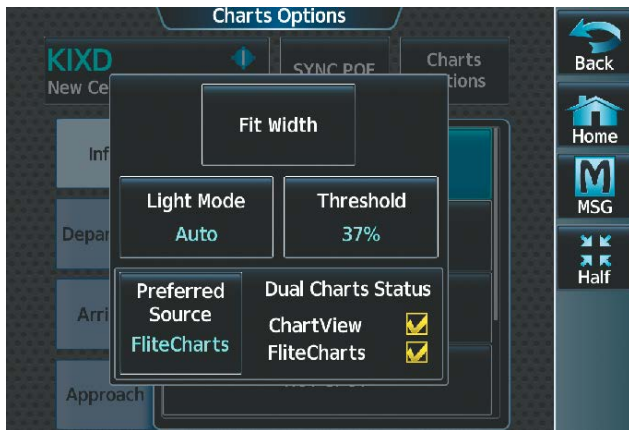 Charts Options
KIXD
New Ce
SYNC POF
Charts
tions
Back
Home
MSG
Half
Inf
Depar
Arri
Approach
Fit Width
Light Mode
Auto
Threshold
37%
Preferred
Source
FliteCharts
Dual Charts Status
ChartView
FliteCharts